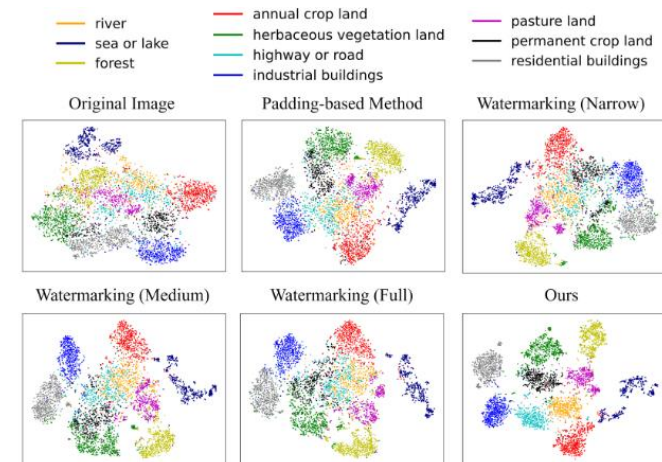 river
sea or lake
forest
annual crop land
herbaceous vegetation land
highway or road
industrial buildings
pasture land
permanent crop land
residential buildings
Original Image
Padding-based Method
Watermarking (Narrow)
Watermarking (Medium)
Watermarking (Full)
Ours